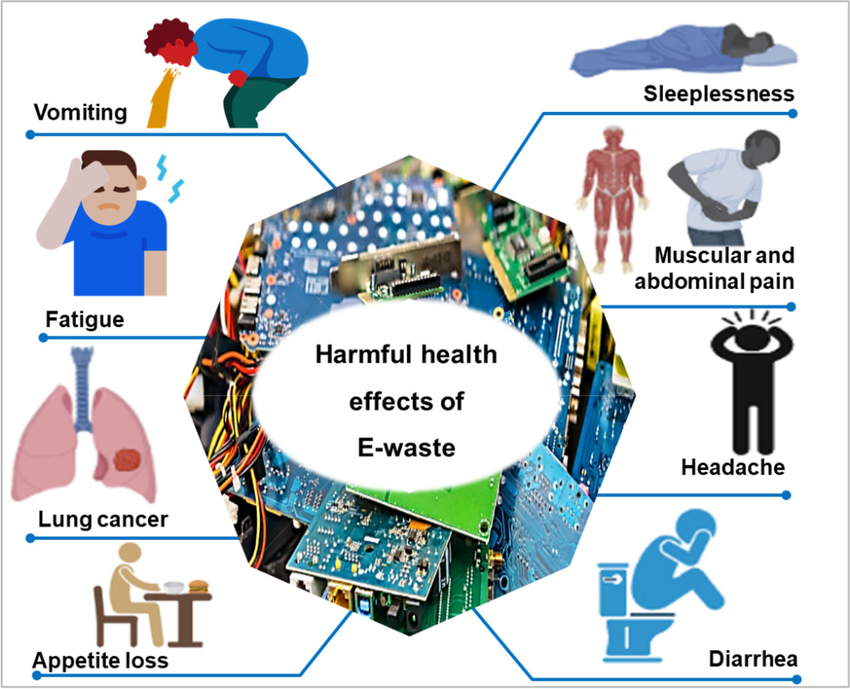 Vomiting
Sleeplessness
Muscular and
abdominal pain
Fatigue
Harmful health
effects of
E-waste
Headache
Lung cancer
Appetite loss
Diarrhea